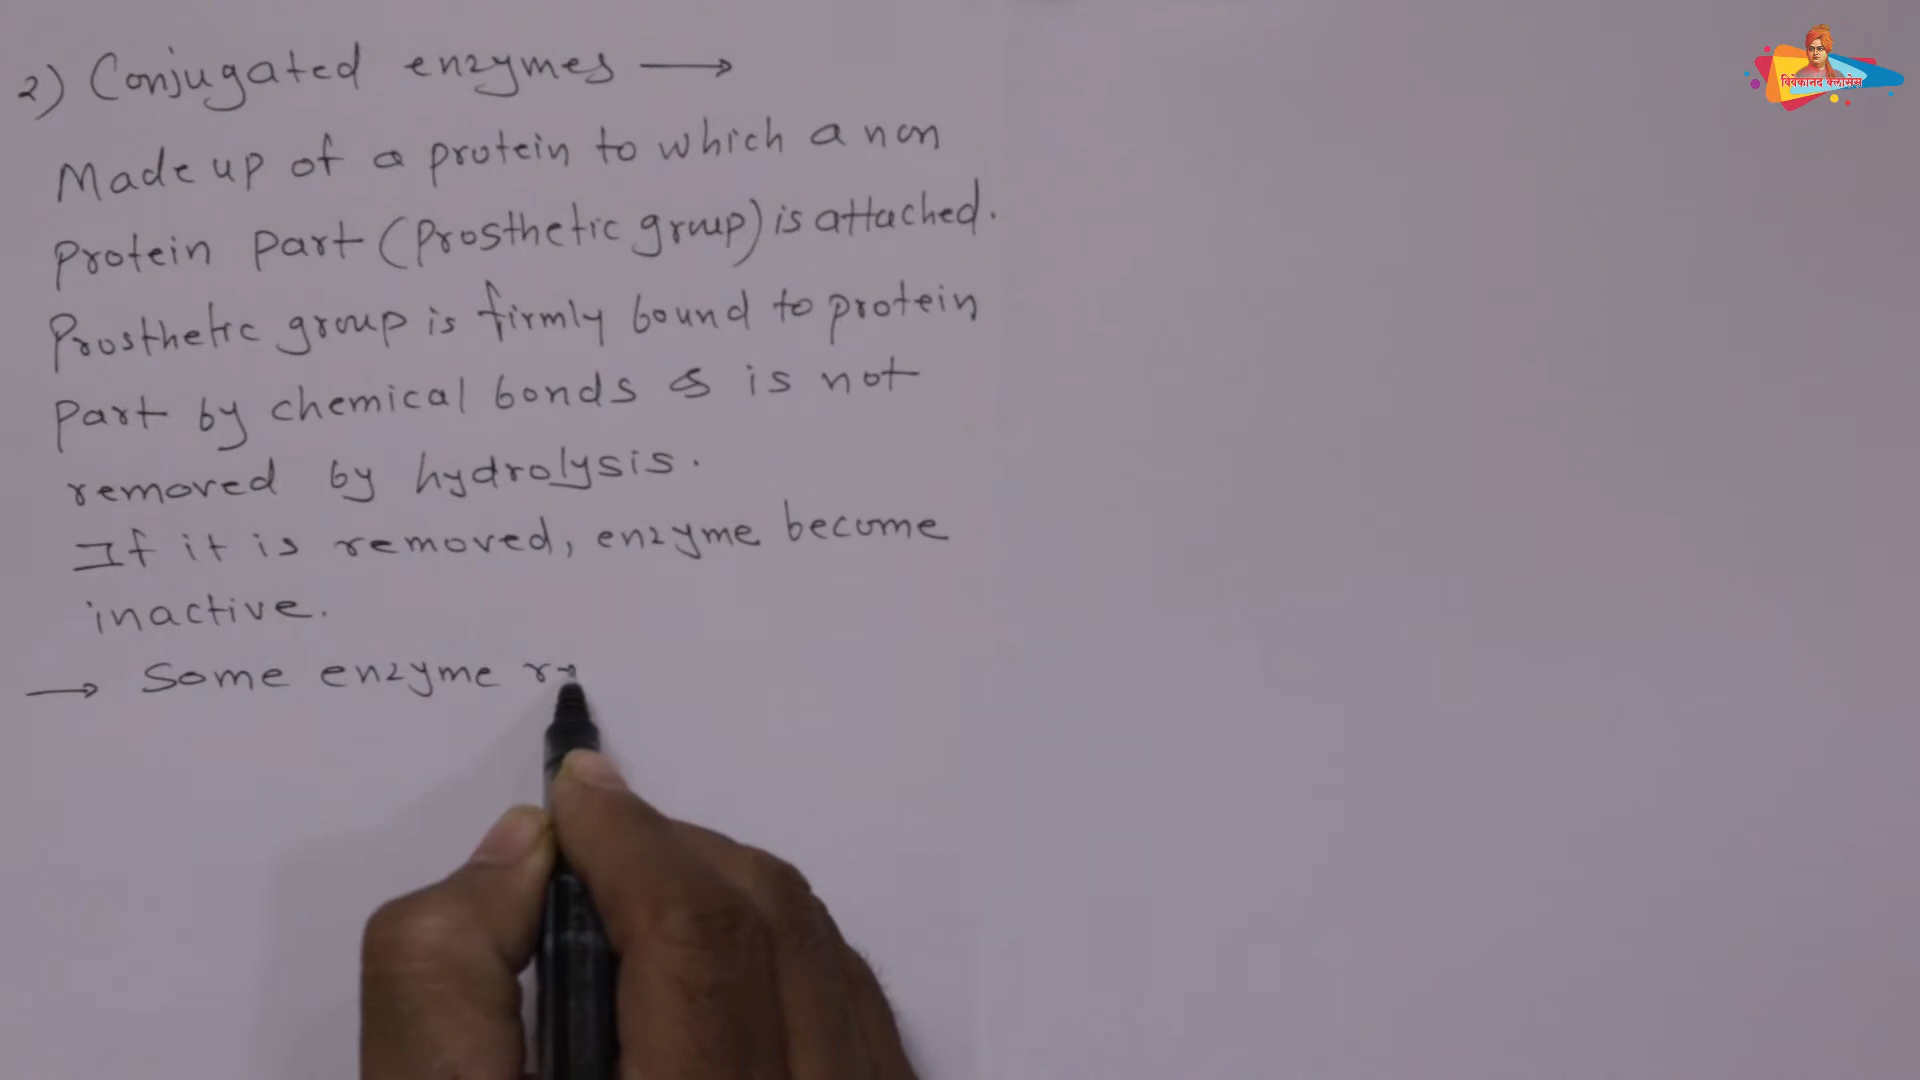 2) Conjugated enzymes →
Made up of a protein to which a non
protein part (Prosthetic group) is attached.
Prosthetic group is firmly bound to protein
part by chemical bonds & is not
removed by hydrolysis.
If it is removed, enzyme become
inactive.
→ Some enzyme
विवेकानंद क्लासेस